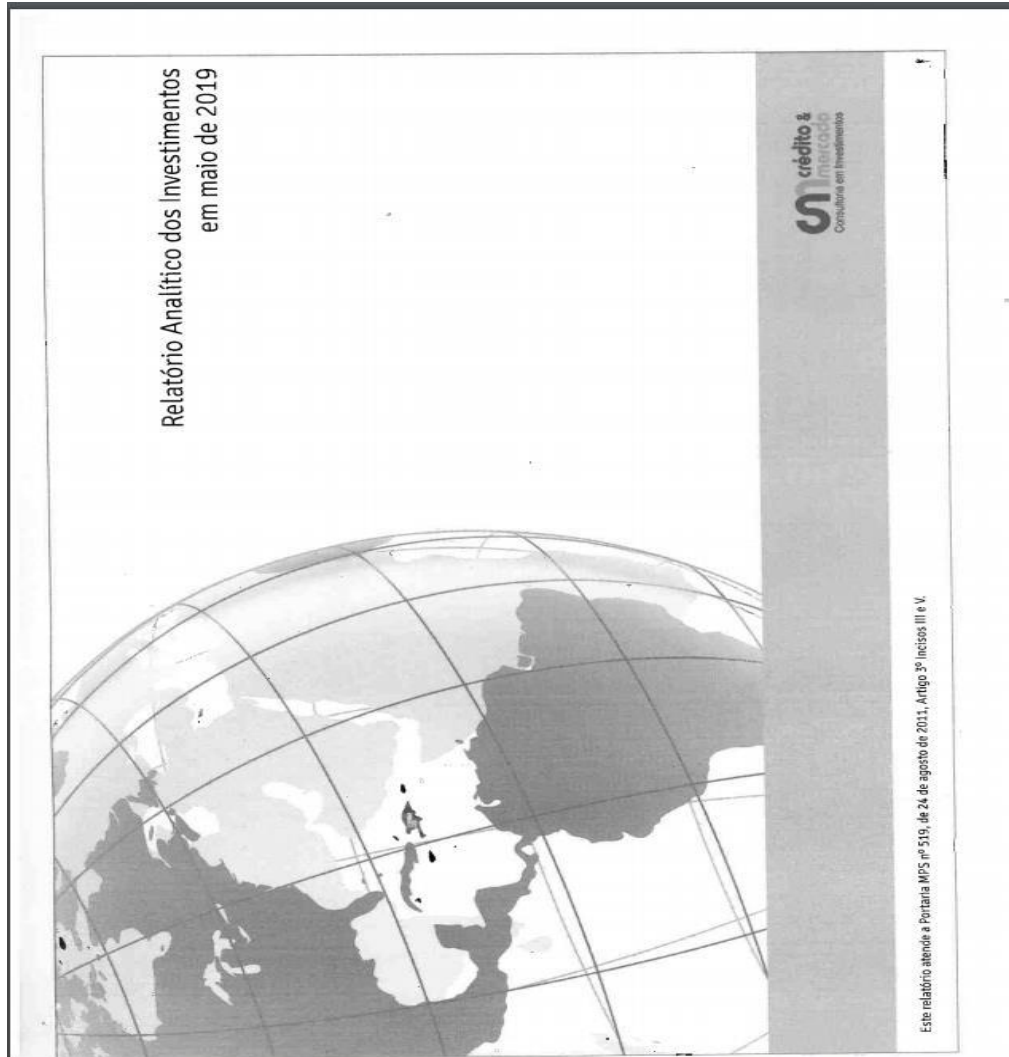 Relatório Analítico dos Investimentos
em maio de 2019
crédito &
mercado
Consultoria em Investimentos
Este relatório atende a Portaria MPS nº 519, de 24 de agosto de 2011, Artigo 3º Incisos III e V.